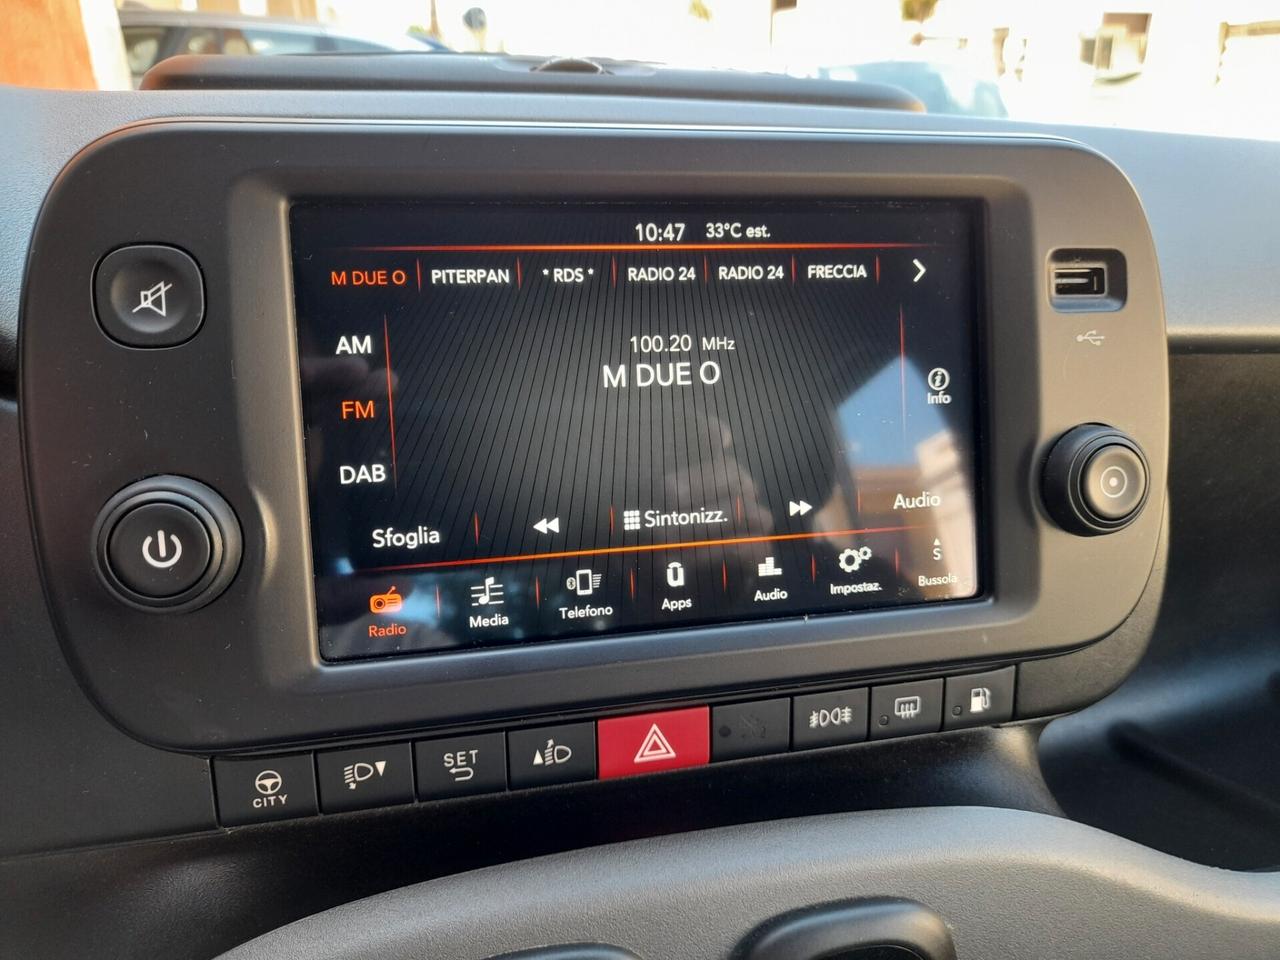 10:47 33°C est.
M DUE O PITERPAN * RDS * RADIO 24 RADIO 24 FRECCIA
AM
100.20 MHz
M DUE O
Info
FM
DAB
Sfoglia Sintonizz. Audio
Radio Media Telefono Apps Audio Impostaz. S Bussola
CITY
SET